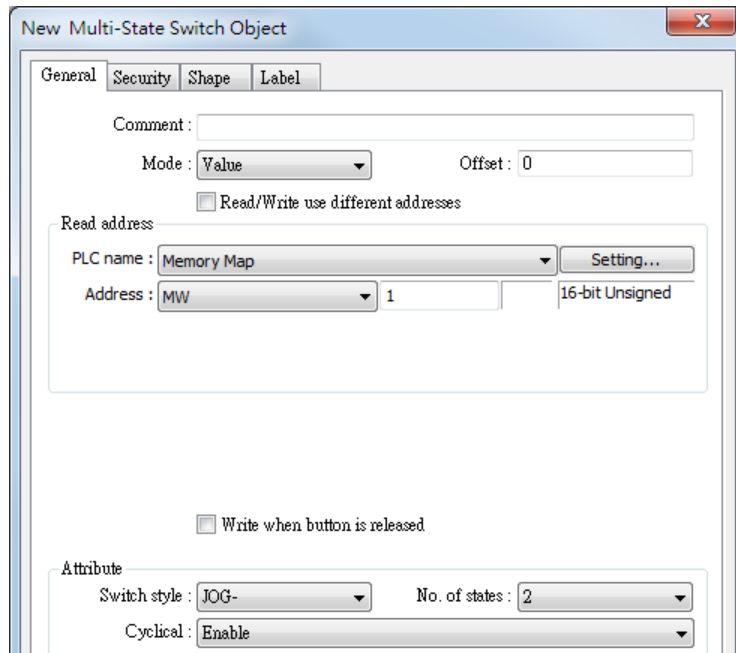 New Multi-State Switch Object
General Security Shape Label
Comment :
Mode : Value Offset : 0
Read/Write use different addresses
Read address
PLC name : Memory Map Setting...
Address : MW 1 16-bit Unsigned
Write when button is released
Attribute
Switch style : JOG- No. of states : 2
Cyclical : Enable